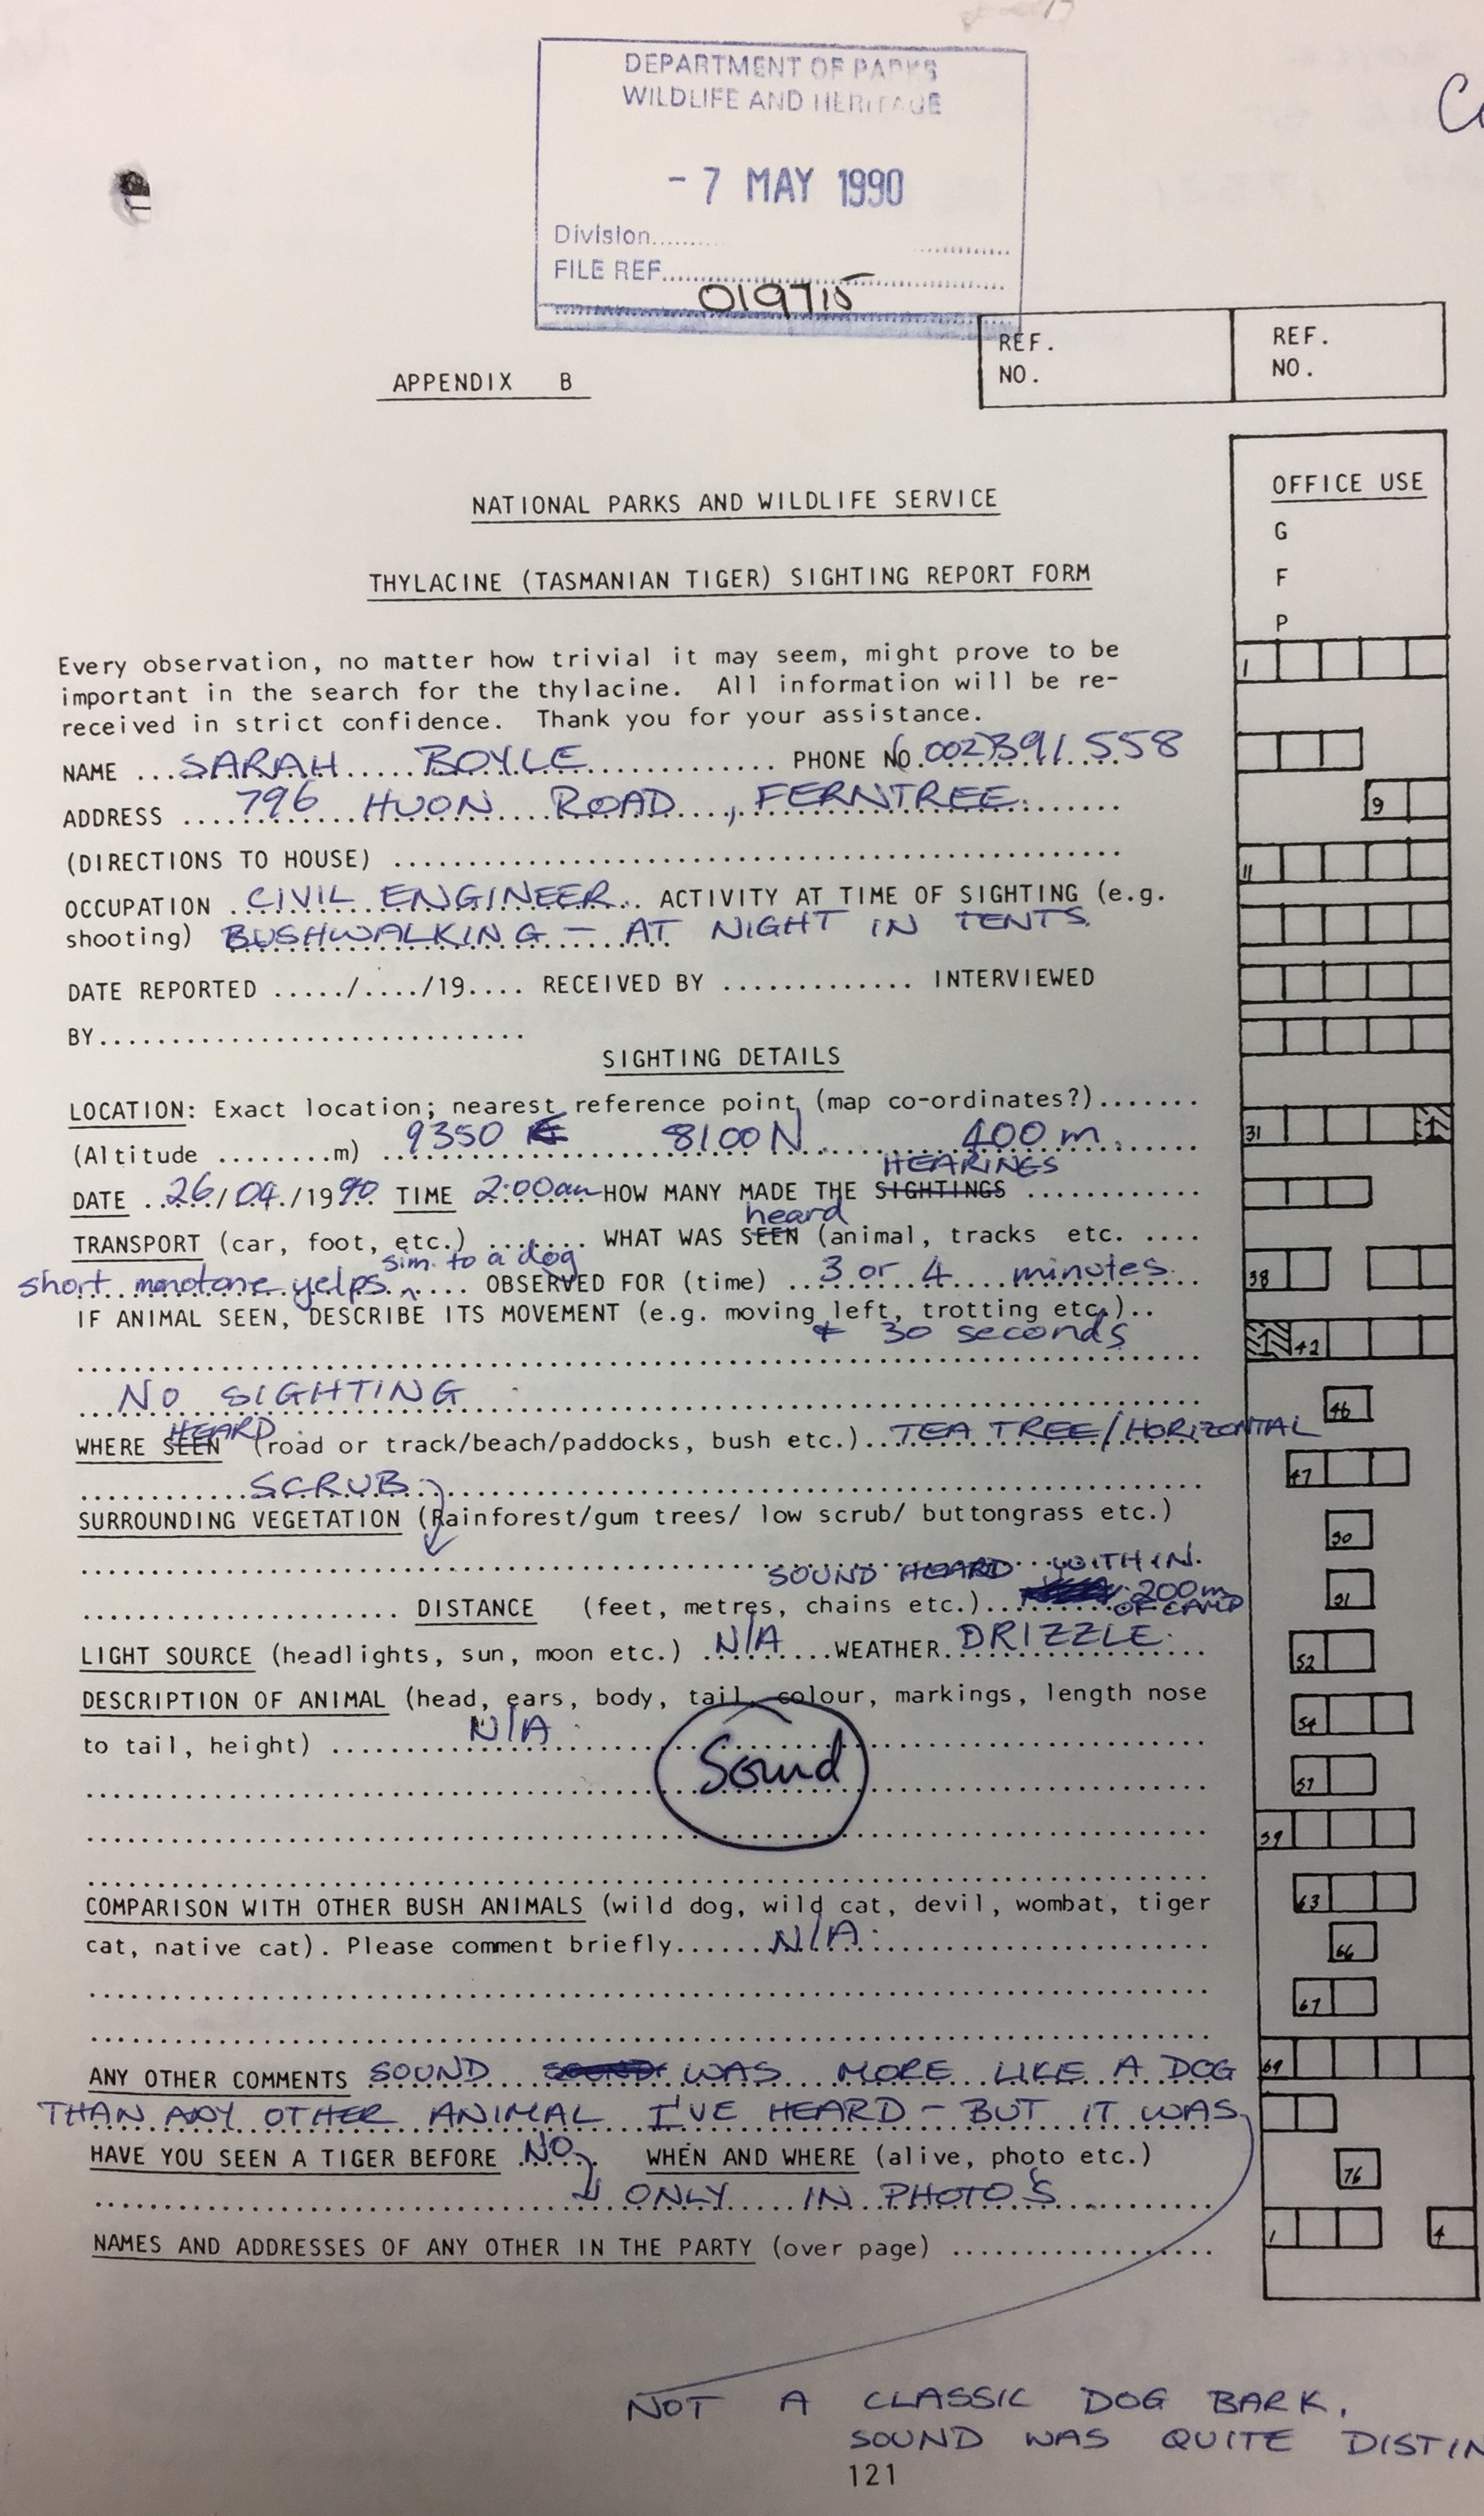 DEPARTMENT OF PARKS
WILDLIFE AND HERITAGE
- 7 MAY 1990
Division..........
FILE REF..........
019715
REF. NO.
REF. NO.
APPENDIX B
OFFICE USE
G
F
P
NATIONAL PARKS AND WILDLIFE SERVICE
THYLACINE (TASMANIAN TIGER) SIGHTING REPORT FORM
Every observation, no matter how trivial it may seem, might prove to be
important in the search for the thylacine. All information will be re-
received in strict confidence. Thank you for your assistance.
NAME ...SARAH BOYLE............ PHONE NO.(002)391558
ADDRESS ....796 HUON ROAD, FERNTREE.......
(DIRECTIONS TO HOUSE) ..........
OCCUPATION .CIVIL ENGINEER.. ACTIVITY AT TIME OF SIGHTING (e.g.
shooting) BUSHWALKING - AT NIGHT IN TENTS.
DATE REPORTED ...../..../19.... RECEIVED BY ............. INTERVIEWED
BY............................
SIGHTING DETAILS
LOCATION: Exact location; nearest reference point (map co-ordinates?).......
(Altitude ........m) ..9350 E 8100 N 400 m.
HEARINGS
DATE ..26/04./1990 TIME 2:00am HOW MANY MADE THE SIGHTINGS ............
heard
TRANSPORT (car, foot, etc.) ....... WHAT WAS SEEN (animal, tracks etc. ....
sim. to a dog
short monotone yelps..... OBSERVED FOR (time) ...3 or 4 minutes
IF ANIMAL SEEN, DESCRIBE ITS MOVEMENT (e.g. moving left, trotting etc.)..
+ 30 seconds
...NO SIGHTING
HEARD
WHERE SEEN (road or track/beach/paddocks, bush etc.)..TEA TREE/HORIZONTAL
SCRUB
SURROUNDING VEGETATION (Rainforest/gum trees/ low scrub/ buttongrass etc.)
SOUND HEARD WITHIN
200m
..................... DISTANCE (feet, metres, chains etc.)..OF CAMP
LIGHT SOURCE (headlights, sun, moon etc.) .N/A...WEATHER.DRIZZLE.
DESCRIPTION OF ANIMAL (head, ears, body, tail, colour, markings, length nose
to tail, height) .......N/A
Sound
COMPARISON WITH OTHER BUSH ANIMALS (wild dog, wild cat, devil, wombat, tiger
cat, native cat). Please comment briefly.......N/A.
ANY OTHER COMMENTS SOUND SOUND WAS MORE LIKE A DOG
THAN ANY OTHER ANIMAL I'VE HEARD - BUT IT WAS
HAVE YOU SEEN A TIGER BEFORE .NO. WHEN AND WHERE (alive, photo etc.)
ONLY IN PHOTO'S
NAMES AND ADDRESSES OF ANY OTHER IN THE PARTY (over page) .................
NOT A CLASSIC DOG BARK.
SOUND WAS QUITE DISTIN
121
1
9
11
31
38
42
46
47
50
51
52
54
57
59
63
66
67
69
76
1 4